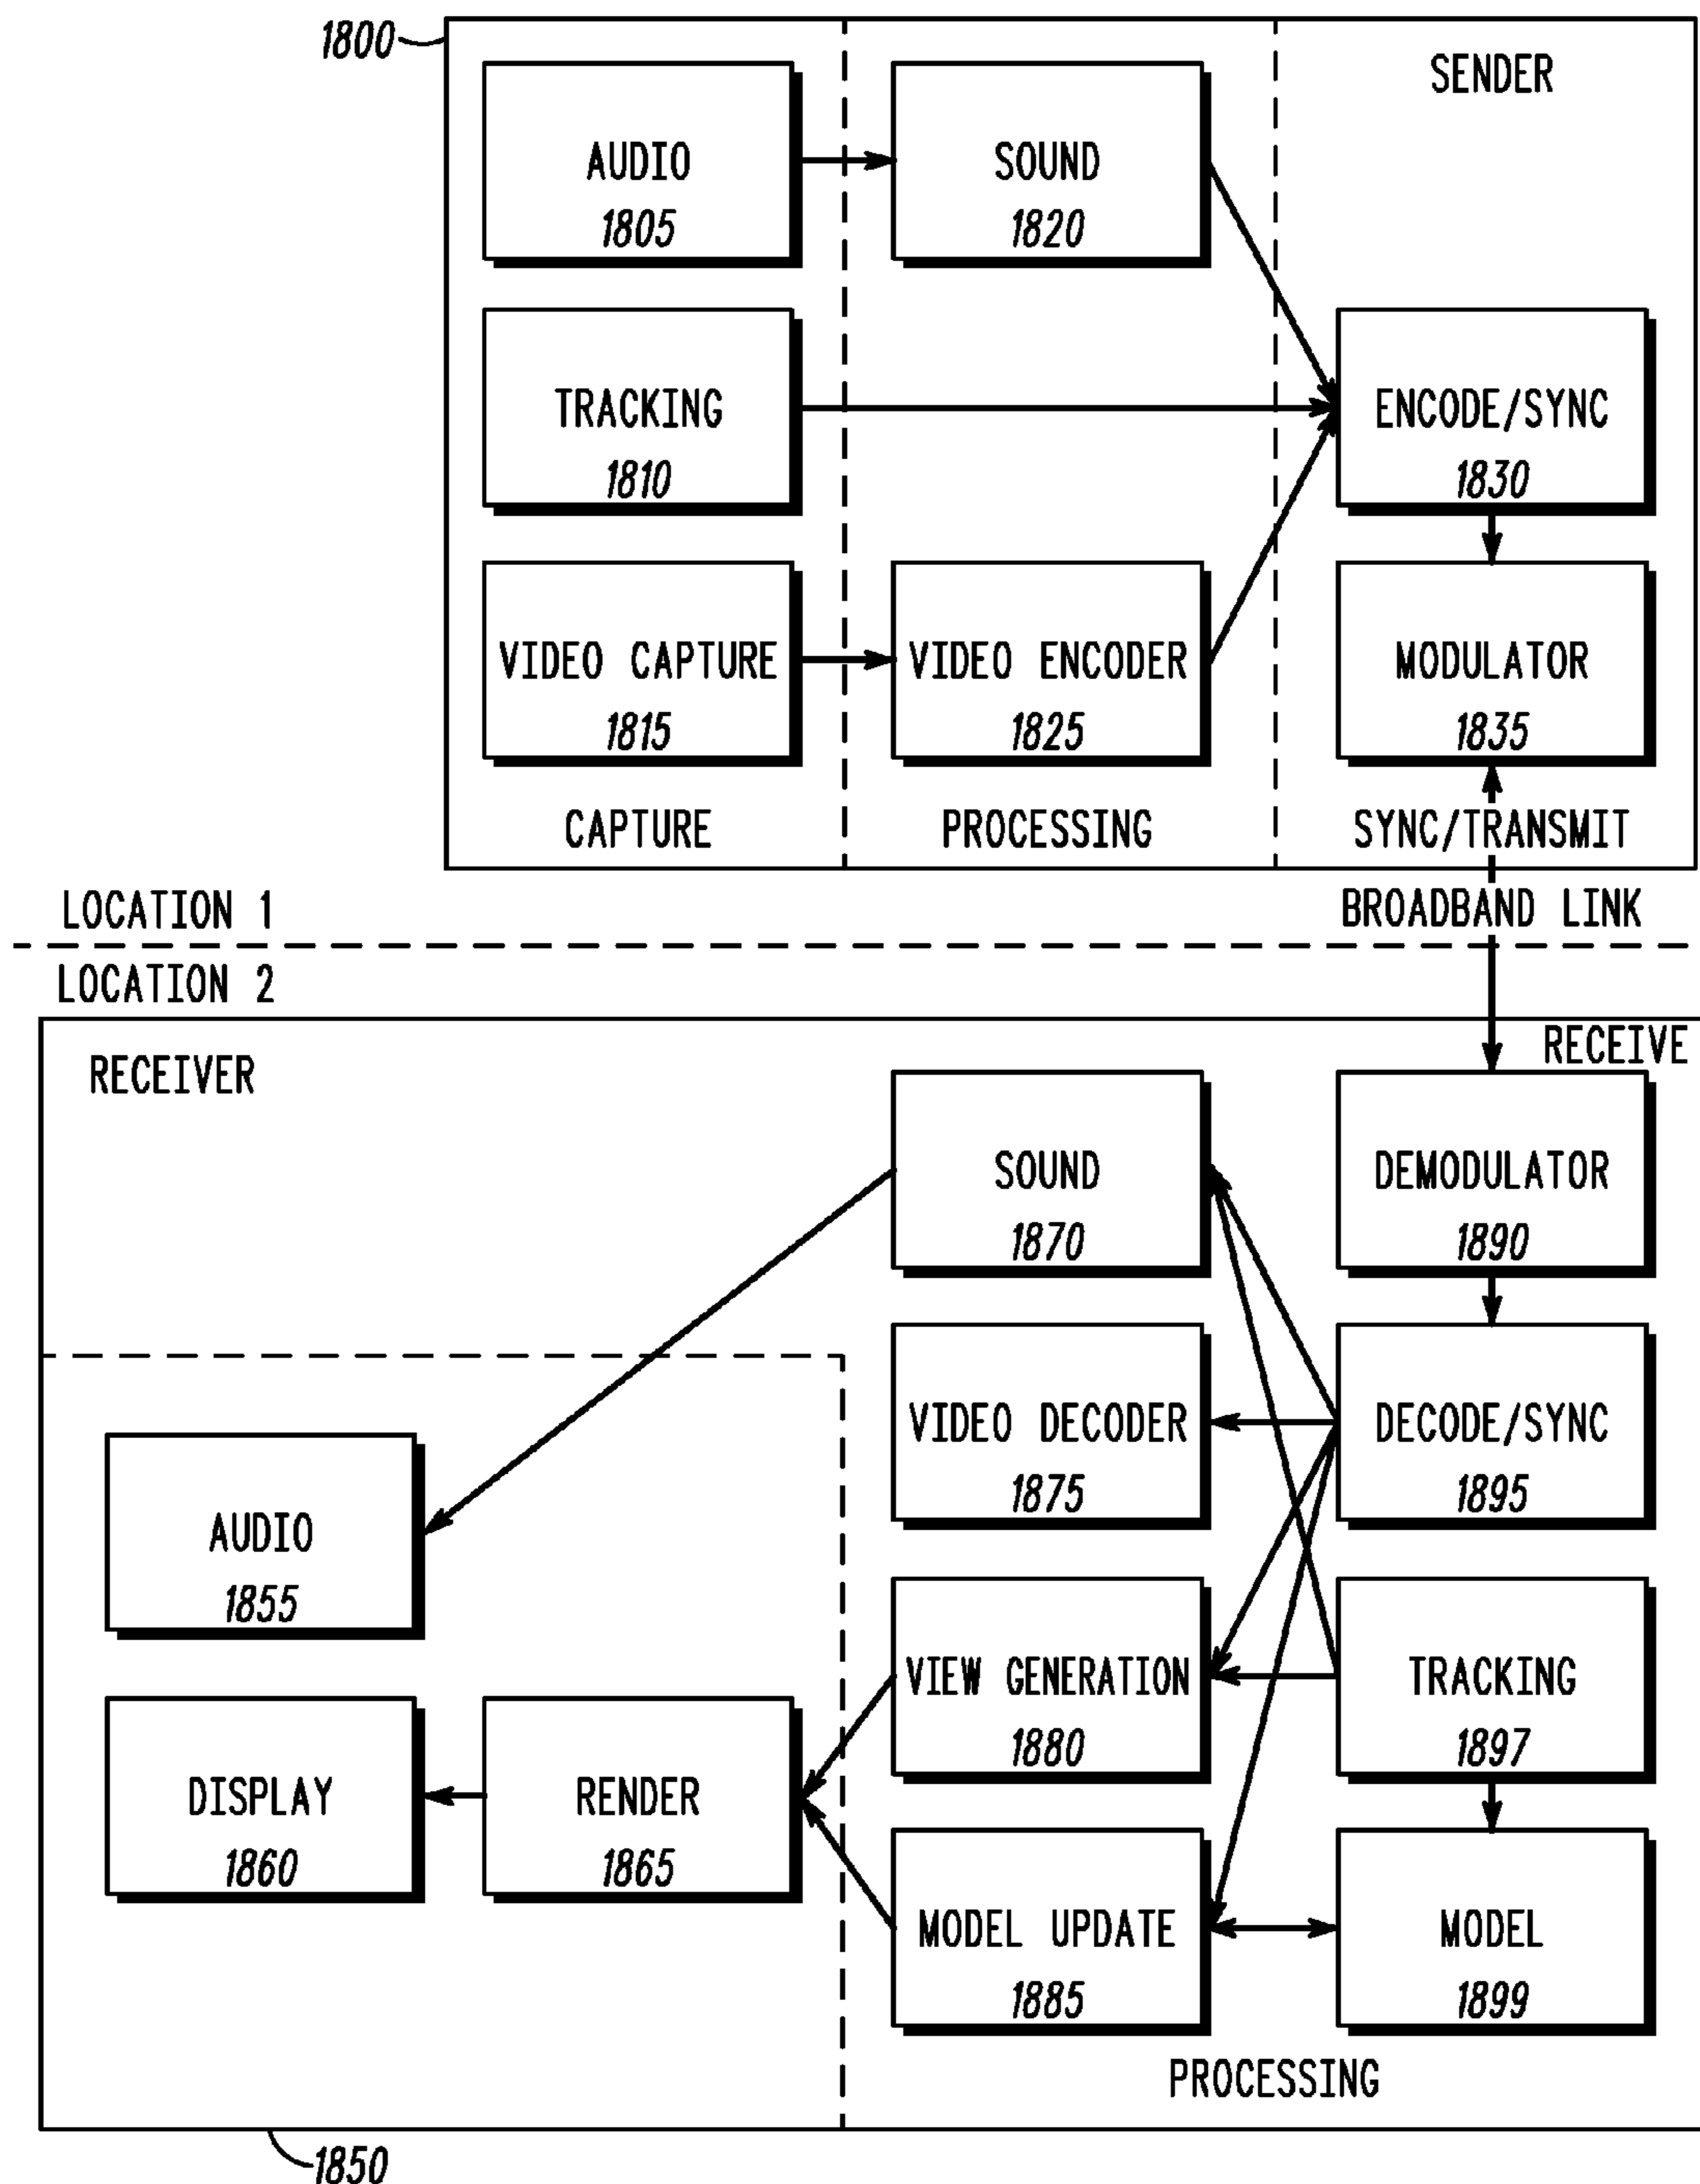 1800
SENDER
AUDIO
1805
SOUND
1820
TRACKING
1810
ENCODE/SYNC
1830
VIDEO CAPTURE
1815
VIDEO ENCODER
1825
MODULATOR
1835
CAPTURE
PROCESSING
SYNC/TRANSMIT
LOCATION 1
BROADBAND LINK
LOCATION 2
RECEIVER
RECEIVE
SOUND
1870
DEMODULATOR
1890
VIDEO DECODER
1875
DECODE/SYNC
1895
AUDIO
1855
VIEW GENERATION
1880
TRACKING
1897
DISPLAY
1860
RENDER
1865
MODEL UPDATE
1885
MODEL
1899
PROCESSING
1850